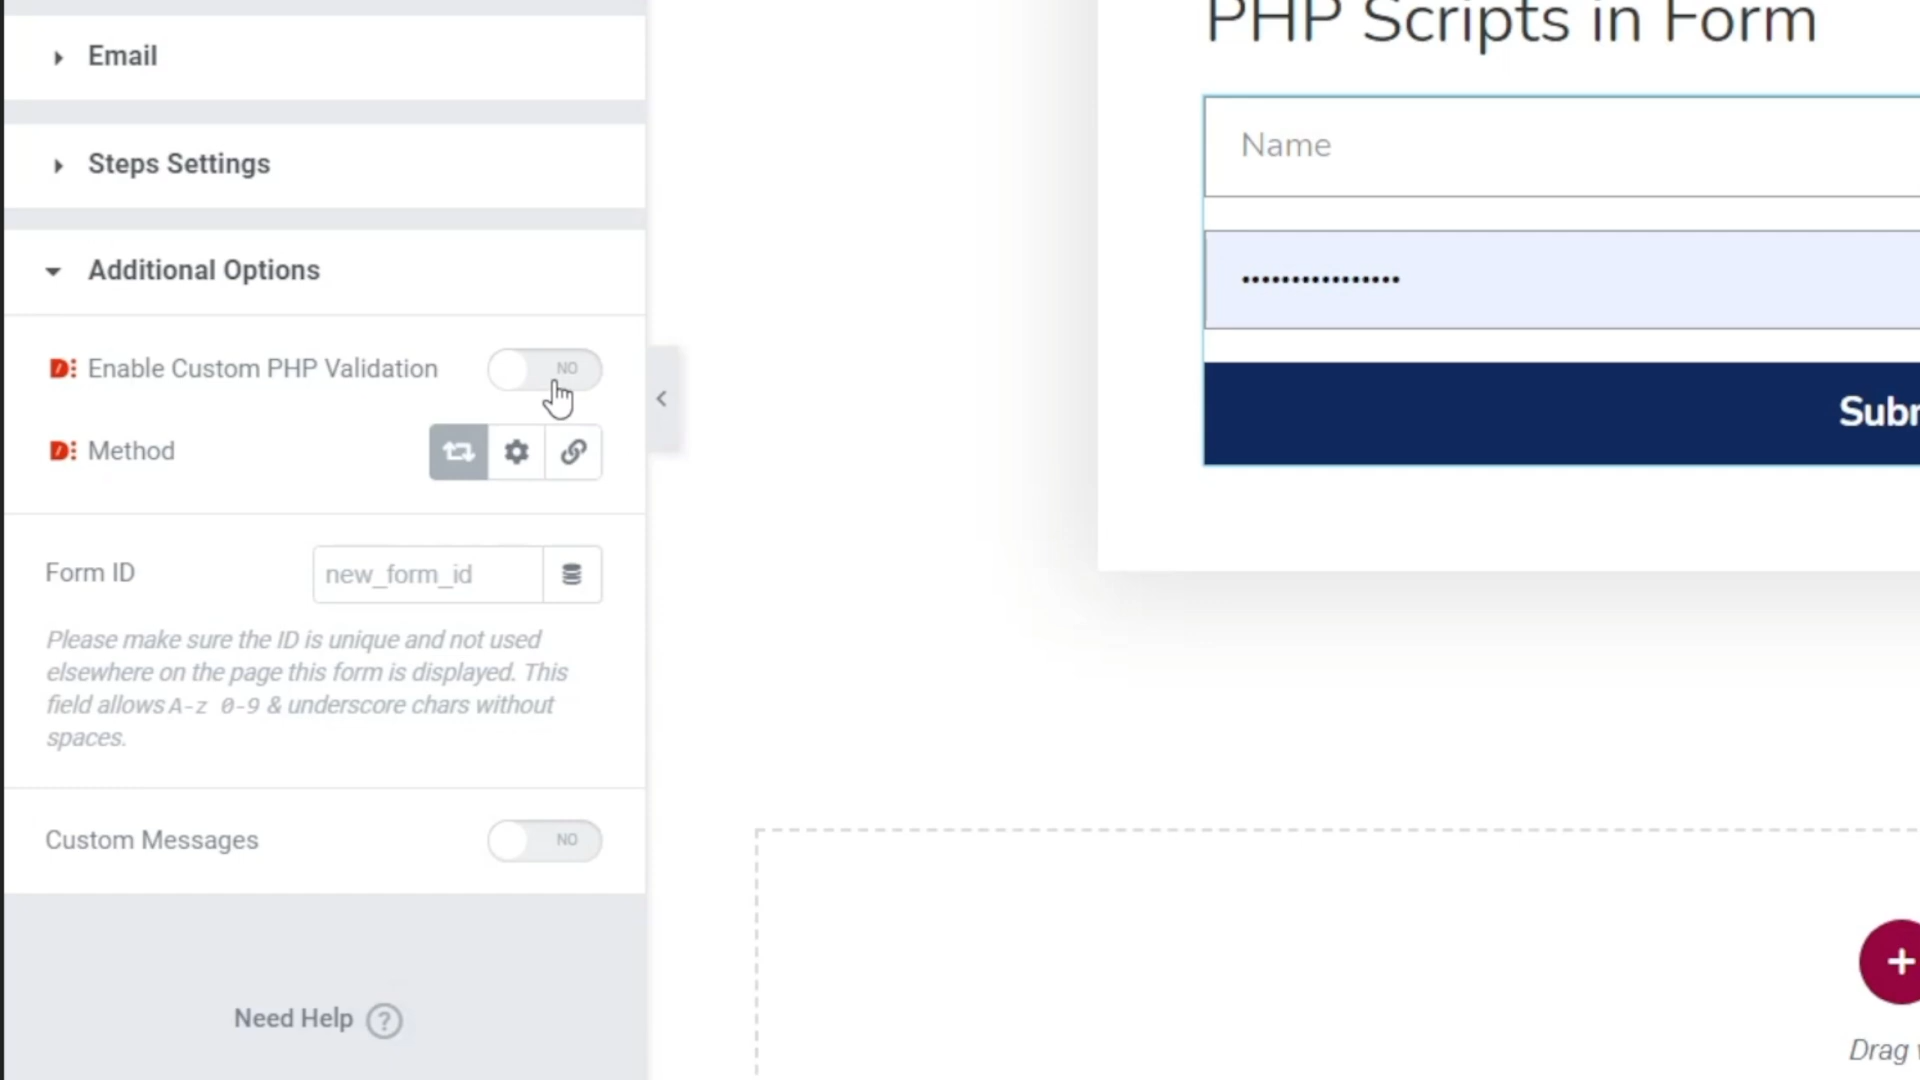 Email
Steps Settings
Additional Options
Enable Custom PHP Validation
NO
Method
Form ID
new_form_id
Please make sure the ID is unique and not used
elsewhere on the page this form is displayed. This
field allows A-z 0-9 & underscore chars without
spaces.
Custom Messages
NO
Need Help ?
PHP Scripts in Form
Name
••••••••••••••••
Drag